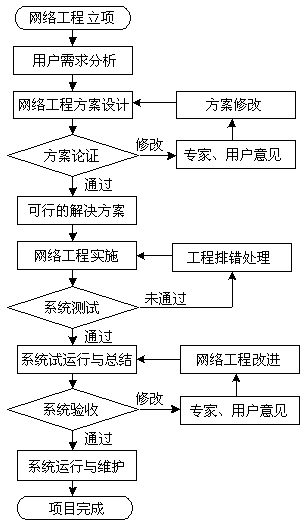 网络工程立项
用户需求分析
网络工程方案设计
方案修改
方案论证
修改
专家、用户意见
通过
可行的解决方案
网络工程实施
工程排错处理
系统测试
未通过
通过
系统试运行与总结
网络工程改进
系统验收
修改
专家、用户意见
通过
系统运行与维护
项目完成